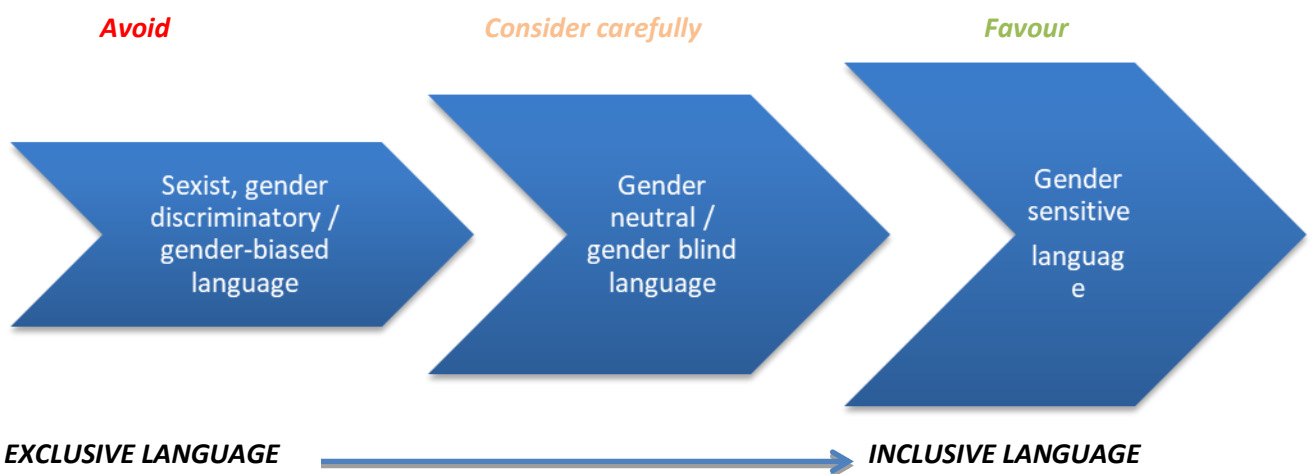 Avoid
Consider carefully
Favour
Sexist, gender
discriminatory /
gender-biased
language
Gender
neutral /
gender blind
language
Gender
sensitive
languag
e
EXCLUSIVE LANGUAGE
INCLUSIVE LANGUAGE